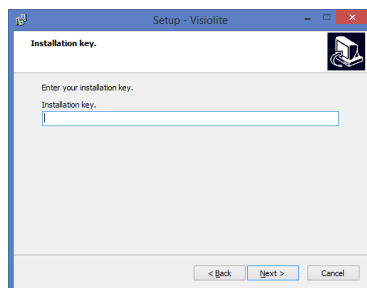 Setup - Visiolite
Installation key.
Enter your installation key.
Installation key.
< Back
Next >
Cancel